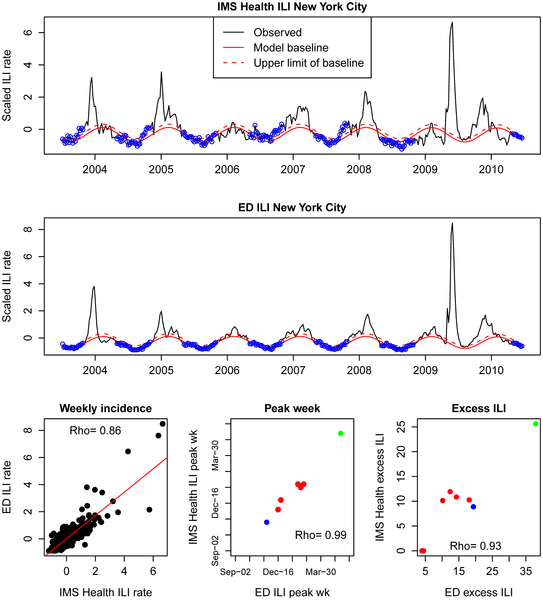 IMS Health ILI New York City
Observed
Model baseline
Upper limit of baseline
Scaled ILI rate
6
4
2
0
2004 2005 2006 2007 2008 2009 2010
ED ILI New York City
Scaled ILI rate
8
6
4
2
0
2004 2005 2006 2007 2008 2009 2010
Weekly incidence
Rho= 0.86
ED ILI rate
8
6
4
2
0
0 2 4 6
IMS Health ILI rate
Peak week
Rho= 0.99
IMS Health ILI peak wk
Mar−30
Dec−16
Sep−02
Sep−02 Dec−16 Mar−30
ED ILI peak wk
Excess ILI
Rho= 0.93
IMS Health excess ILI
25
20
15
10
5
0
5 15 25 35
ED excess ILI